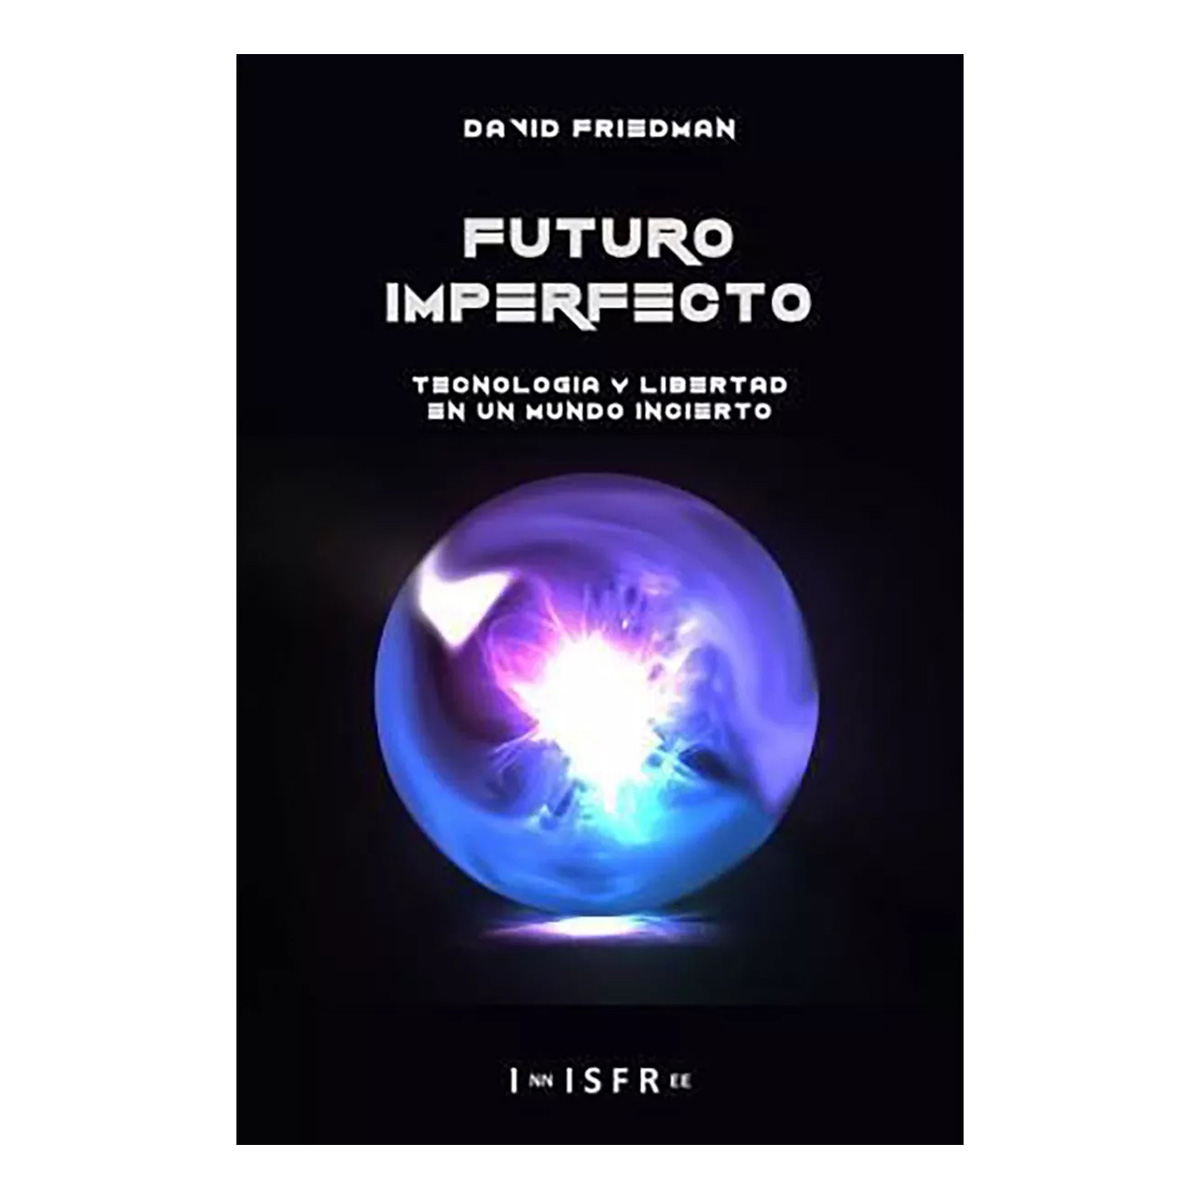 DAVID FRIEDMAN
FUTURO
IMPERFECTO
TECNOLOGIA Y LIBERTAD
EN UN MUNDO INCIERTO
INNISFREE